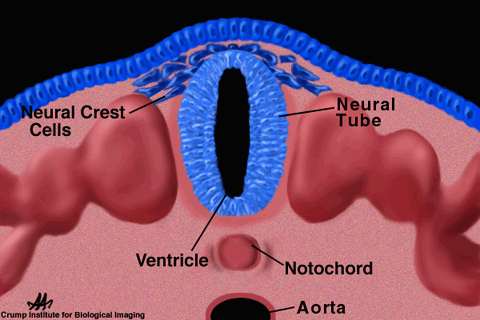 Neural Crest
Cells
Neural
Tube
Ventricle
Notochord
Aorta
Crump Institute for Biological Imaging